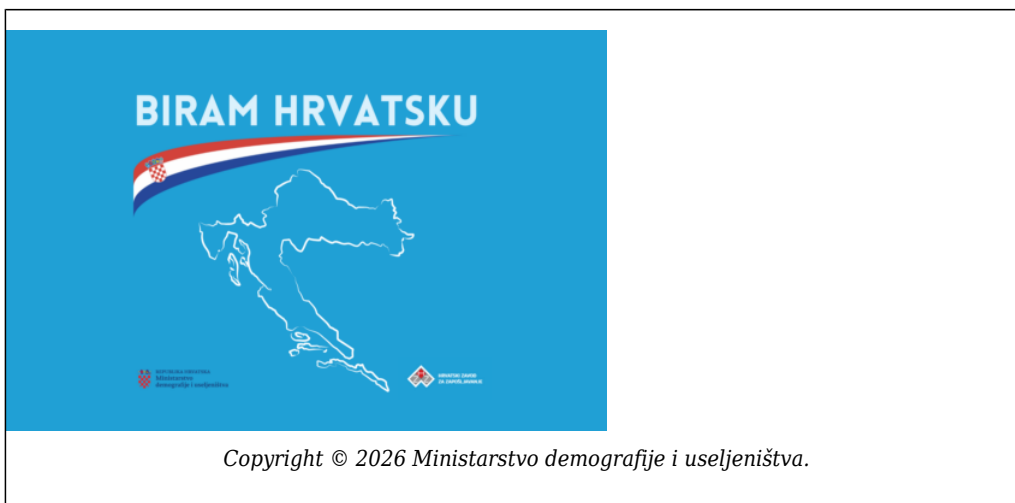 BIRAM HRVATSKU
REPUBLIKA HRVATSKA
Ministarstvo
demografije i useljeništva
HRVATSKI ZAVOD
ZA ZAPOŠLJAVANJE
Copyright © 2026 Ministarstvo demografije i useljeništva.